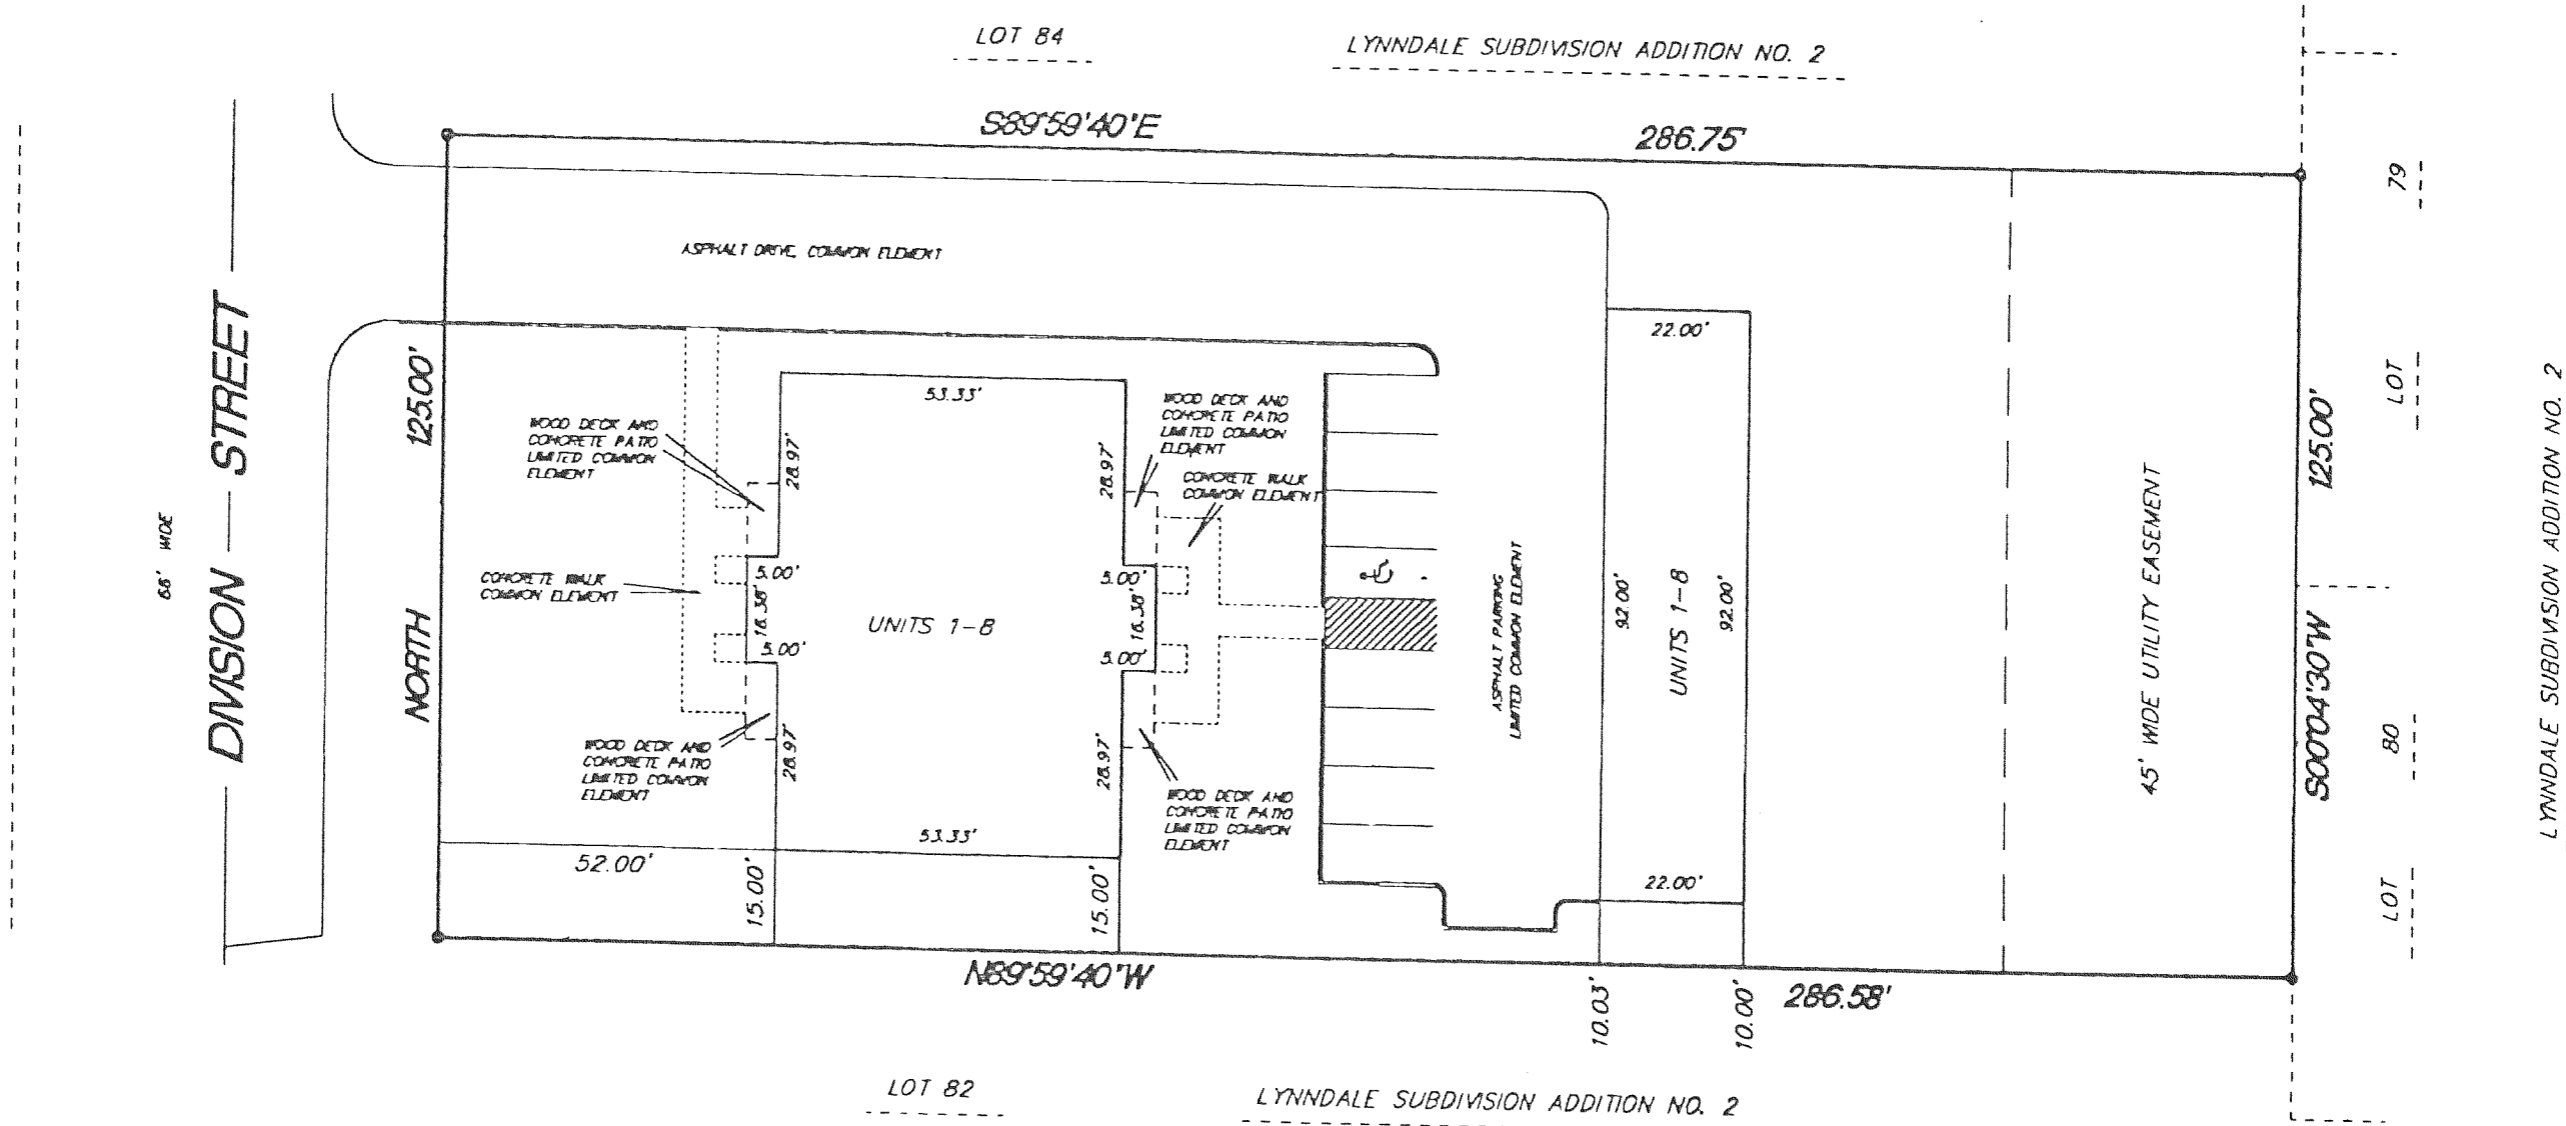 LOT 84
LYNNDALE SUBDIVISION ADDITION NO. 2
S89°59'40"E
286.75'
79
LOT
ASPHALT DRIVE, COMMON ELEMENT
DIVISION STREET
66' WIDE
NORTH 125.00'
22.00'
53.33'
WOOD DECK AND
CONCRETE PATIO
LIMITED COMMON
ELEMENT
28.97'
28.97'
WOOD DECK AND
CONCRETE PATIO
LIMITED COMMON
ELEMENT
CONCRETE WALK
COMMON ELEMENT
CONCRETE WALK
COMMON ELEMENT
5.00'
16.38'
5.00'
UNITS 1-8
5.00'
16.38'
5.00'
ASPHALT PARKING
LIMITED COMMON ELEMENT
92.00'
UNITS 1-8
92.00'
45' WIDE UTILITY EASEMENT
125.00'
S00°04'30"W
LYNNDALE SUBDIVISION ADDITION NO. 2
80
LOT
WOOD DECK AND
CONCRETE PATIO
LIMITED COMMON
ELEMENT
28.97'
28.97'
WOOD DECK AND
CONCRETE PATIO
LIMITED COMMON
ELEMENT
53.33'
52.00'
15.00'
15.00'
22.00'
N89°59'40"W
10.03'
10.00'
286.58'
LOT 82
LYNNDALE SUBDIVISION ADDITION NO. 2